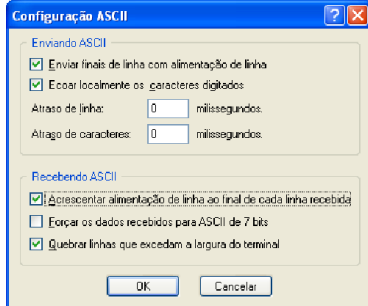 Configuração ASCII
Enviando ASCII
Enviar finais de linha com alimentação de linha
Ecoar localmente os caracteres digitados
Atraso de linha: 0 milissegundos.
Atraso de caracteres: 0 milissegundos.
Recebendo ASCII
Acrescentar alimentação de linha ao final de cada linha recebida
Forçar os dados recebidos para ASCII de 7 bits
Quebrar linhas que excedam a largura do terminal
OK Cancelar